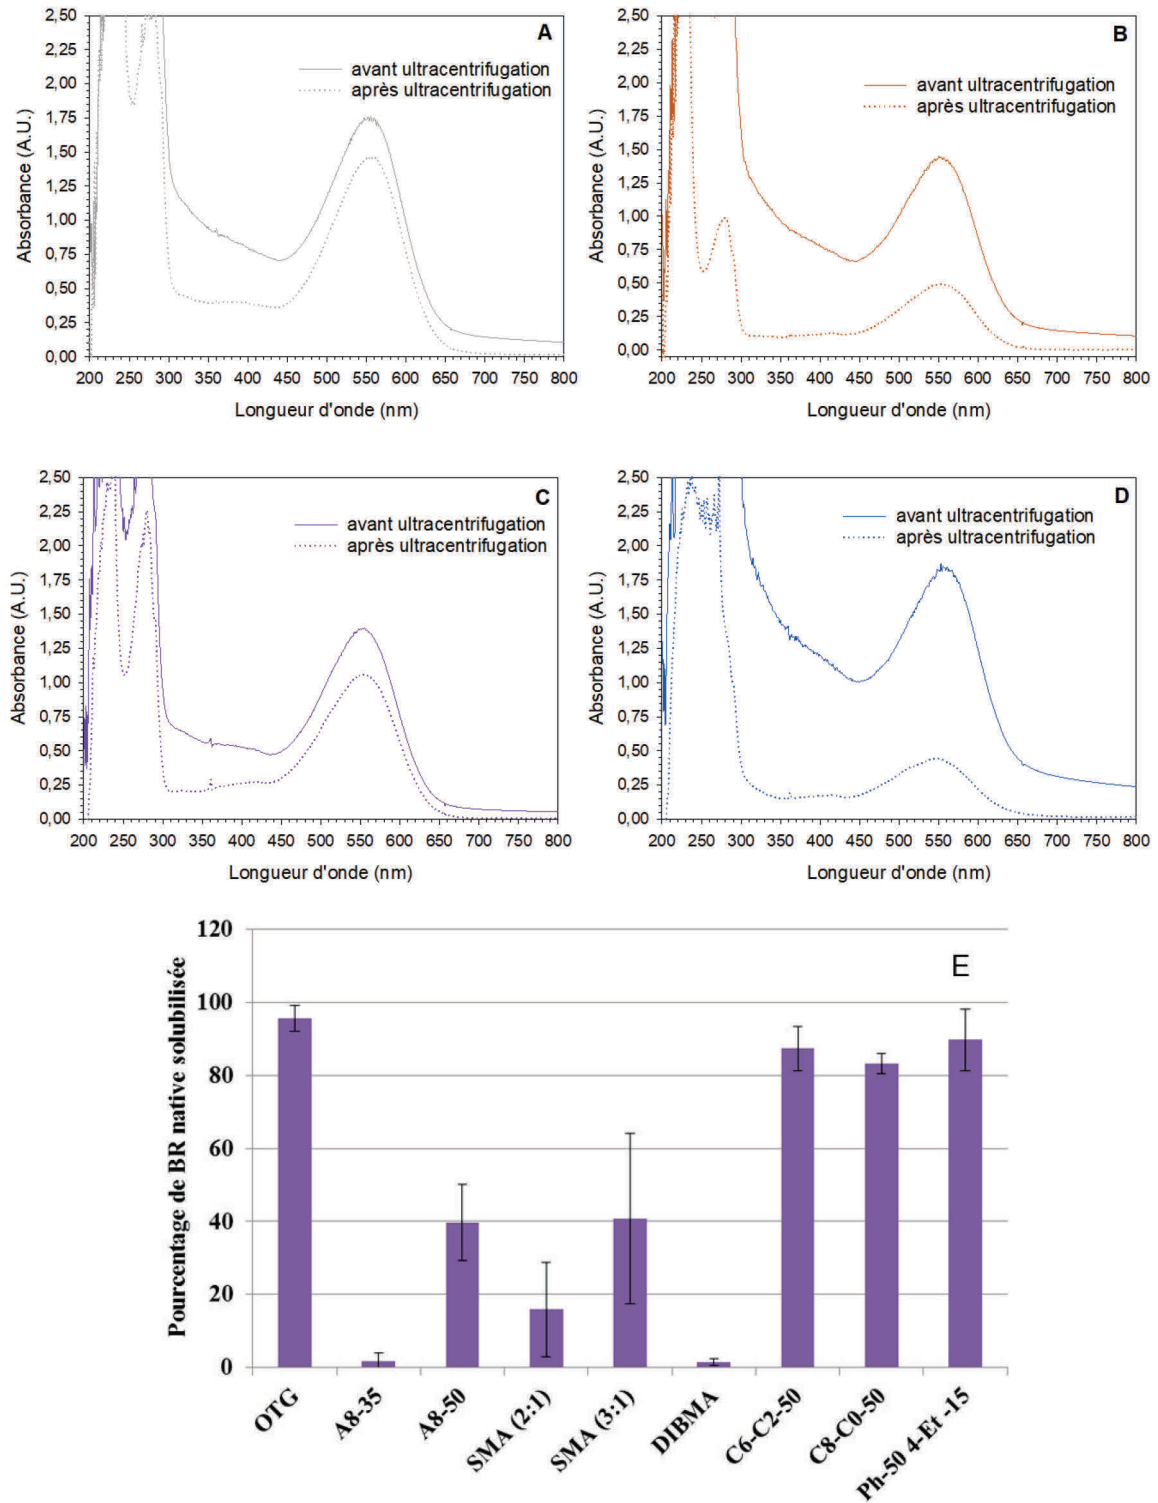 A
avant ultracentrifugation
après ultracentrifugation
Absorbance (A.U.)
2,50
2,25
2,00
1,75
1,50
1,25
1,00
0,75
0,50
0,25
0,00
200 250 300 350 400 450 500 550 600 650 700 750 800
Longueur d'onde (nm)
B
avant ultracentrifugation
après ultracentrifugation
Absorbance (A.U.)
2,50
2,25
2,00
1,75
1,50
1,25
1,00
0,75
0,50
0,25
0,00
200 250 300 350 400 450 500 550 600 650 700 750 800
Longueur d'onde (nm)
C
avant ultracentrifugation
après ultracentrifugation
Absorbance (A.U.)
2,50
2,25
2,00
1,75
1,50
1,25
1,00
0,75
0,50
0,25
0,00
200 250 300 350 400 450 500 550 600 650 700 750 800
Longueur d'onde (nm)
D
avant ultracentrifugation
après ultracentrifugation
Absorbance (A.U.)
2,50
2,25
2,00
1,75
1,50
1,25
1,00
0,75
0,50
0,25
0,00
200 250 300 350 400 450 500 550 600 650 700 750 800
Longueur d'onde (nm)
E
Pourcentage de BR native solubilisée
120
100
80
60
40
20
0
OTG
A8-35
A8-50
SMA (2:1)
SMA (3:1)
DIBMA
C6-C2-50
C8-C0-50
Ph-50 4-Et -15